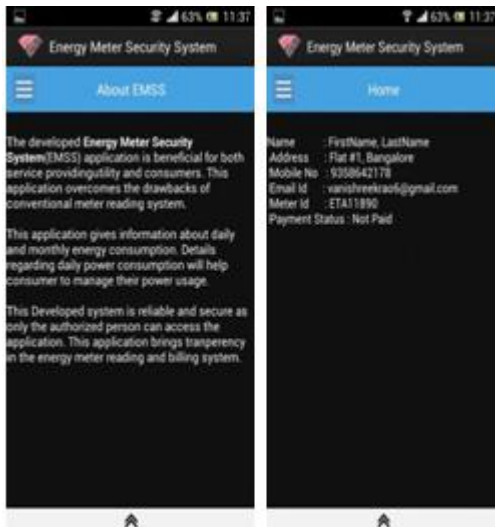 63% 11:37
Energy Meter Security System
About EMSS
The developed Energy Meter Security
System(EMSS) application is beneficial for both
service providingutility and consumers. This
application overcomes the drawbacks of
conventional meter reading system.
This application gives information about daily
and monthly energy consumption. Details
regarding daily power consumption will help
consumer to manage their power usage.
This Developed system is reliable and secure as
only the authorized person can access the
application. This application brings tranperency
in the energy meter reading and billing system.
63% 11:37
Energy Meter Security System
Home
Name : FirstName, LastName
Address : Flat #1, Bangalore
Mobile No : 9358642178
Email Id : vanishreekrao6@gmail.com
Meter Id : ETA11890
Payment Status : Not Paid